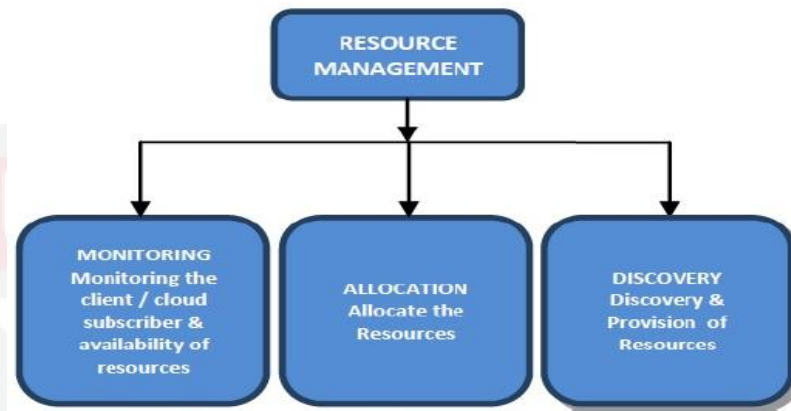 RESOURCE
MANAGEMENT
MONITORING
Monitoring the
client / cloud
subscriber &
availability of
resources
ALLOCATION
Allocate the
Resources
DISCOVERY
Discovery &
Provision of
Resources